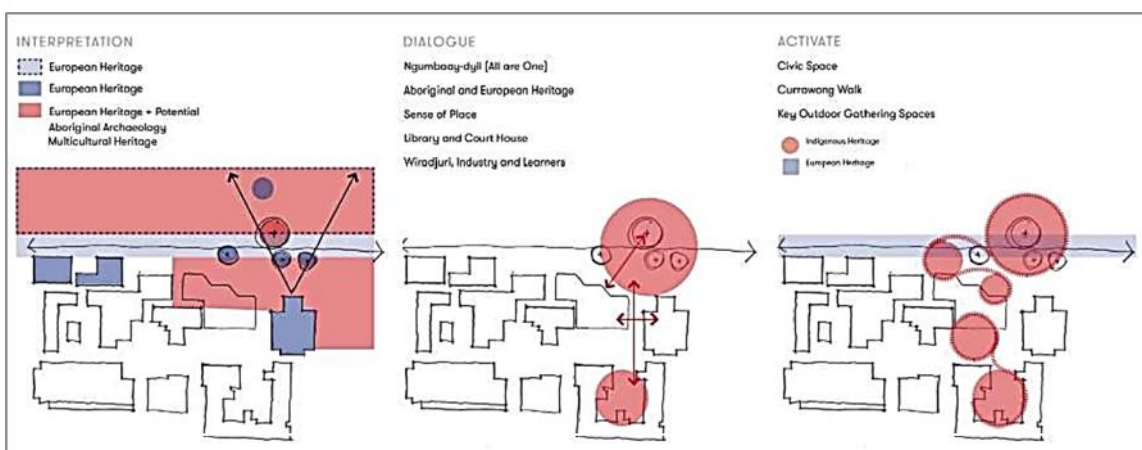 INTERPRETATION
European Heritage
European Heritage
European Heritage + Potential
Aboriginal Archaeology
Multicultural Heritage
DIALOGUE
Ngumbaay-dyil [All are One]
Aboriginal and European Heritage
Sense of Place
Library and Court House
Wiradjuri, Industry and Learners
ACTIVATE
Civic Space
Currawong Walk
Key Outdoor Gathering Spaces
Indigenous Heritage
European Heritage